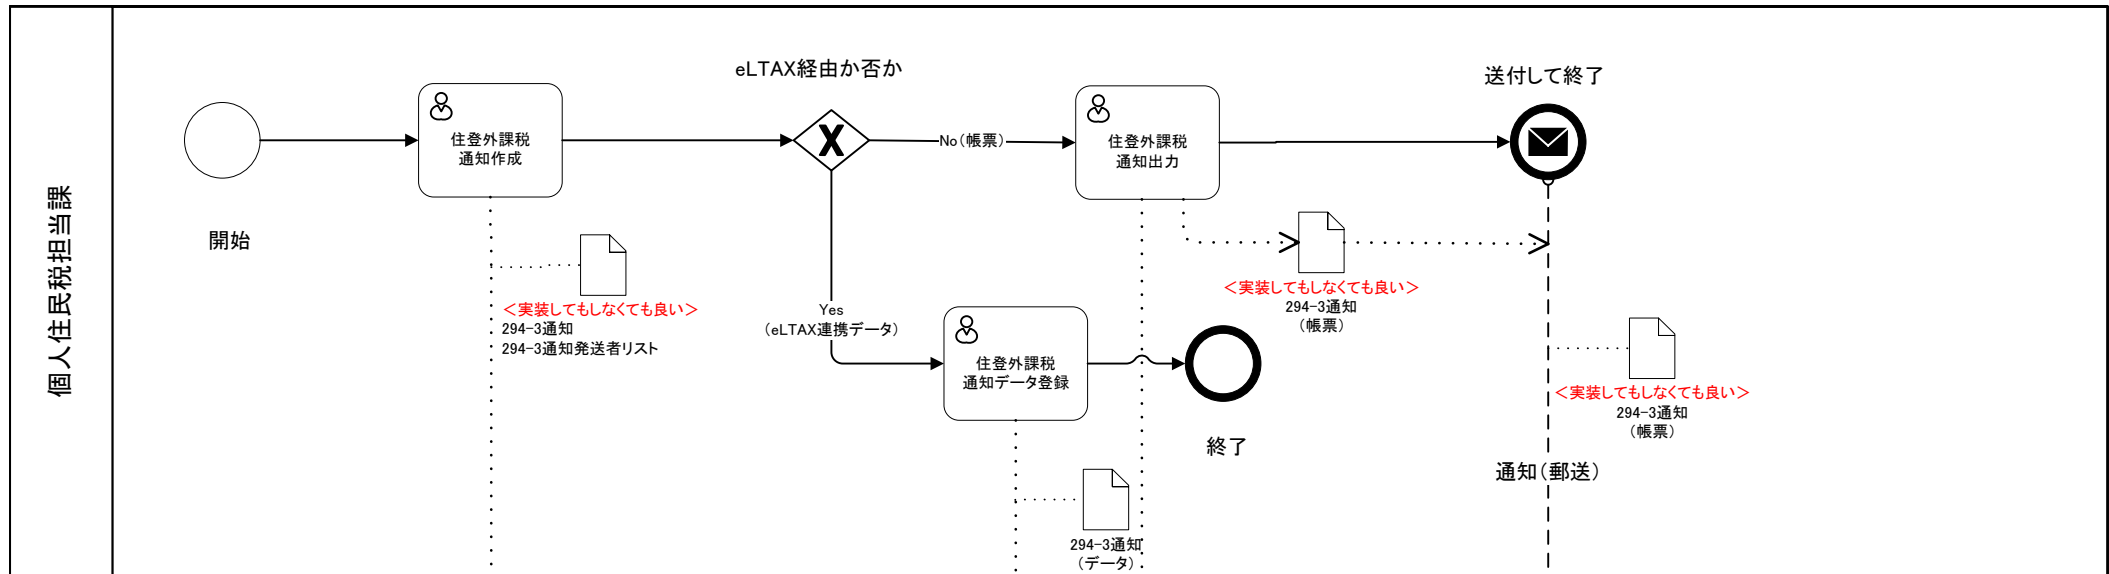 個人住民税担当課
開始
住登外課税
通知作成
<実装してもしなくても良い>
294-3通知
294-3通知発送者リスト
eLTAX経由か否か
No(帳票)
Yes
(eLTAX連携データ)
住登外課税
通知出力
<実装してもしなくても良い>
294-3通知
(帳票)
送付して終了
住登外課税
通知データ登録
終了
294-3通知
(データ)
<実装してもしなくても良い>
294-3通知
(帳票)
通知(郵送)